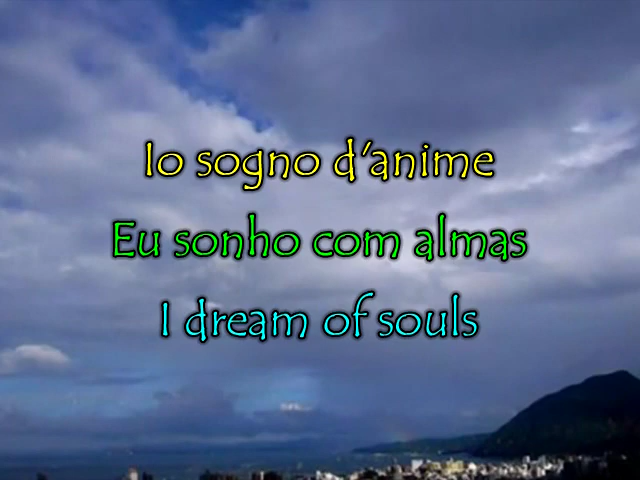 Io sogno d'anime
Eu sonho com almas
I dream of souls